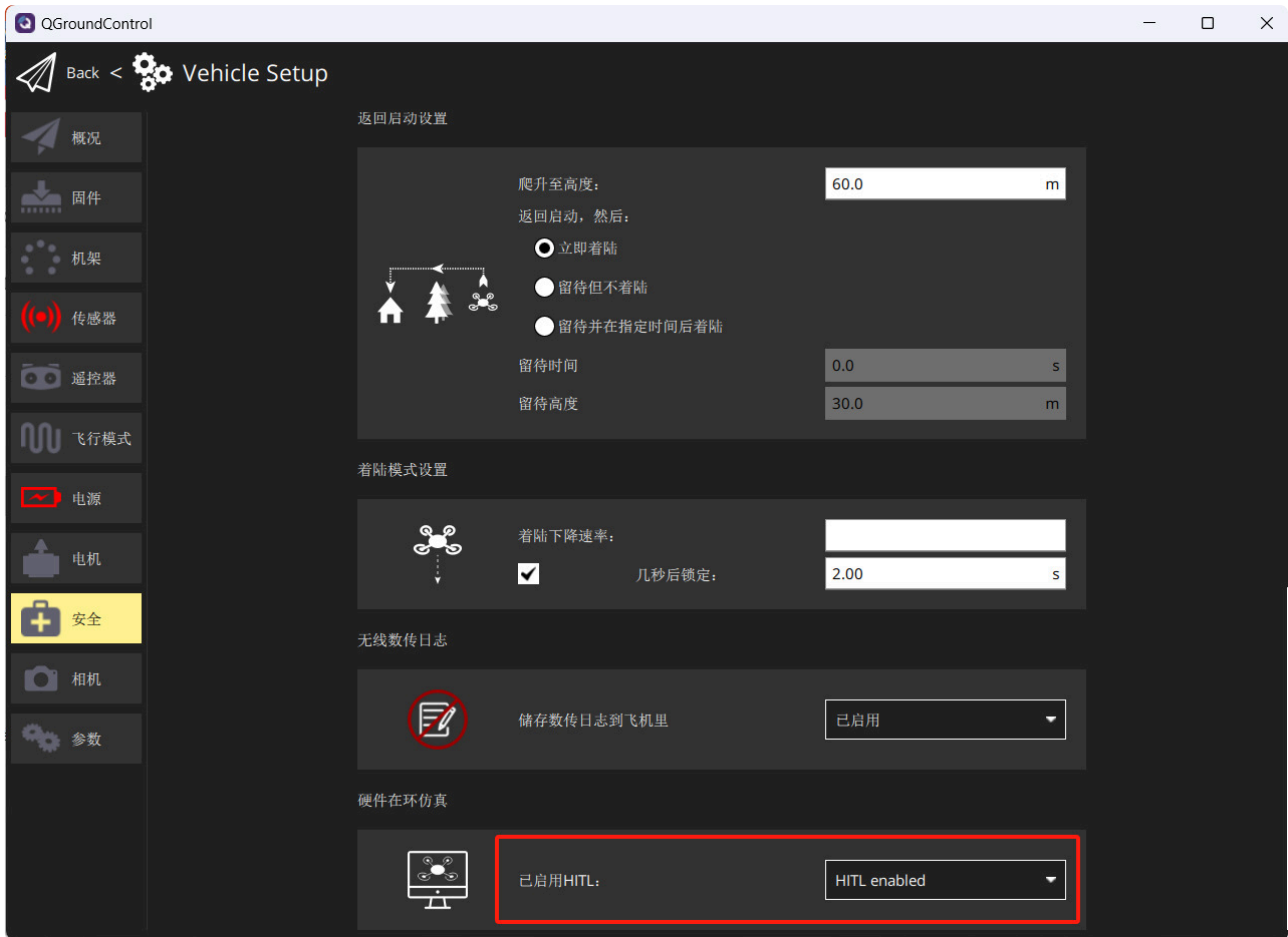 QGroundControl
Back < Vehicle Setup
返回启动设置
概况
固件
机架
传感器
遥控器
飞行模式
电源
电机
安全
相机
参数
爬升至高度：
60.0 m
返回启动，然后：
立即着陆
留待但不着陆
留待并在指定时间后着陆
留待时间
0.0 s
留待高度
30.0 m
着陆模式设置
着陆下降速率：
几秒后锁定：
2.00 s
无线数传日志
储存数传日志到飞机里
已启用
硬件在环仿真
已启用HITL：
HITL enabled